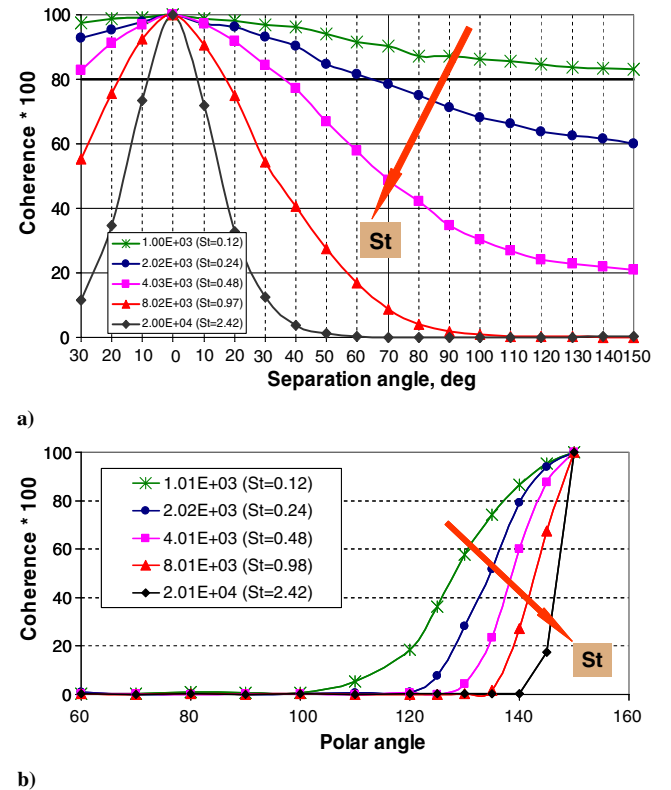 100
80
60
40
20
0
Coherence * 100
1.00E+03 (St=0.12)
2.02E+03 (St=0.24)
4.03E+03 (St=0.48)
8.02E+03 (St=0.97)
2.00E+04 (St=2.42)
St
30 20 10 0 10 20 30 40 50 60 70 80 90 100 110 120 130 140 150
Separation angle, deg
a)
100
80
60
40
20
0
Coherence * 100
1.01E+03 (St=0.12)
2.02E+03 (St=0.24)
4.01E+03 (St=0.48)
8.01E+03 (St=0.98)
2.01E+04 (St=2.42)
St
60 80 100 120 140 160
Polar angle
b)